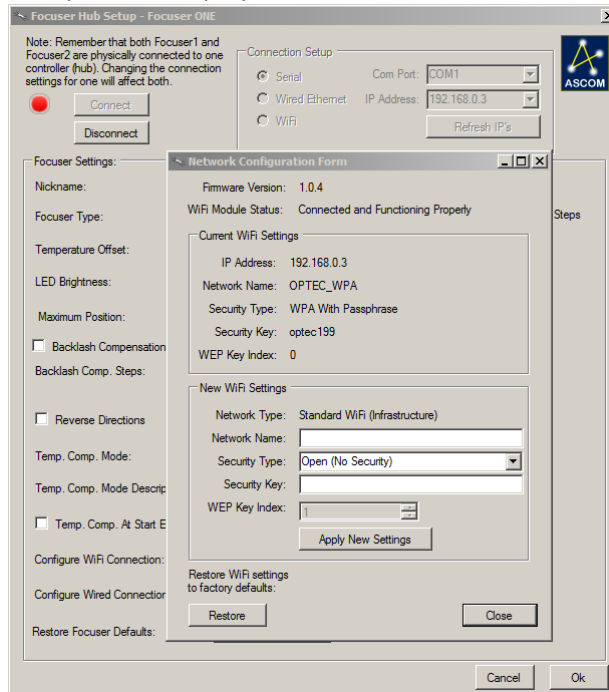 Focuser Hub Setup - Focuser ONE
Note: Remember that both Focuser1 and
Focuser2 are physically connected to one
controller (hub). Changing the connection
settings for one will affect both.
Connect
Disconnect
Connection Setup
Serial
Com Port: COM1
Wired Ethernet
IP Address: 192.168.0.3
WiFi
Refresh IP's
ASCOM
Focuser Settings:
Nickname:
Focuser Type:
Steps
Temperature Offset:
LED Brightness:
Maximum Position:
Backlash Compensation
Backlash Comp. Steps:
Reverse Directions
Temp. Comp. Mode:
Temp. Comp. Mode Descrip
Temp. Comp. At Start E
Configure WiFi Connection:
Configure Wired Connection
Restore Focuser Defaults:
Network Configuration Form
Firmware Version: 1.0.4
WiFi Module Status: Connected and Functioning Properly
Current WiFi Settings
IP Address: 192.168.0.3
Network Name: OPTEC_WPA
Security Type: WPA With Passphrase
Security Key: optec199
WEP Key Index: 0
New WiFi Settings
Network Type: Standard WiFi (Infrastructure)
Network Name:
Security Type: Open (No Security)
Security Key:
WEP Key Index: 1
Apply New Settings
Restore WiFi settings
to factory defaults:
Restore
Close
Cancel
Ok